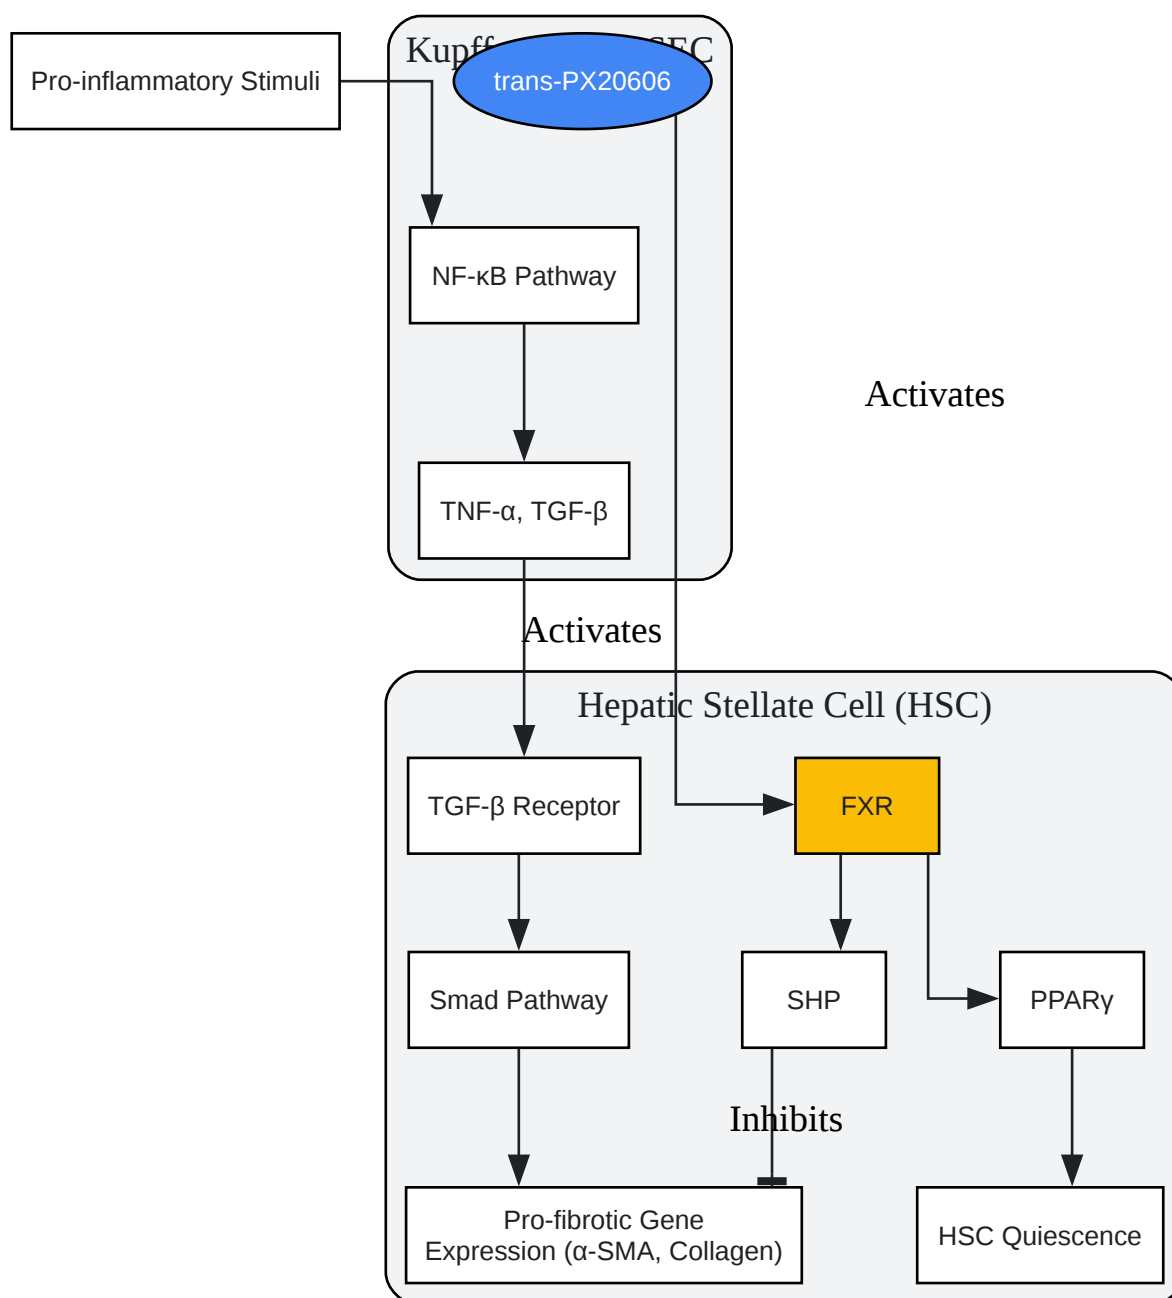 Pro-inflammatory Stimuli
trans-PX20606
NF-κB Pathway
Activates
TNF-α, TGF-β
Activates
Hepatic Stellate Cell (HSC)
TGF-β Receptor
FXR
Smad Pathway
SHP
PPARγ
Inhibits
Pro-fibrotic Gene
Expression (α-SMA, Collagen)
HSC Quiescence